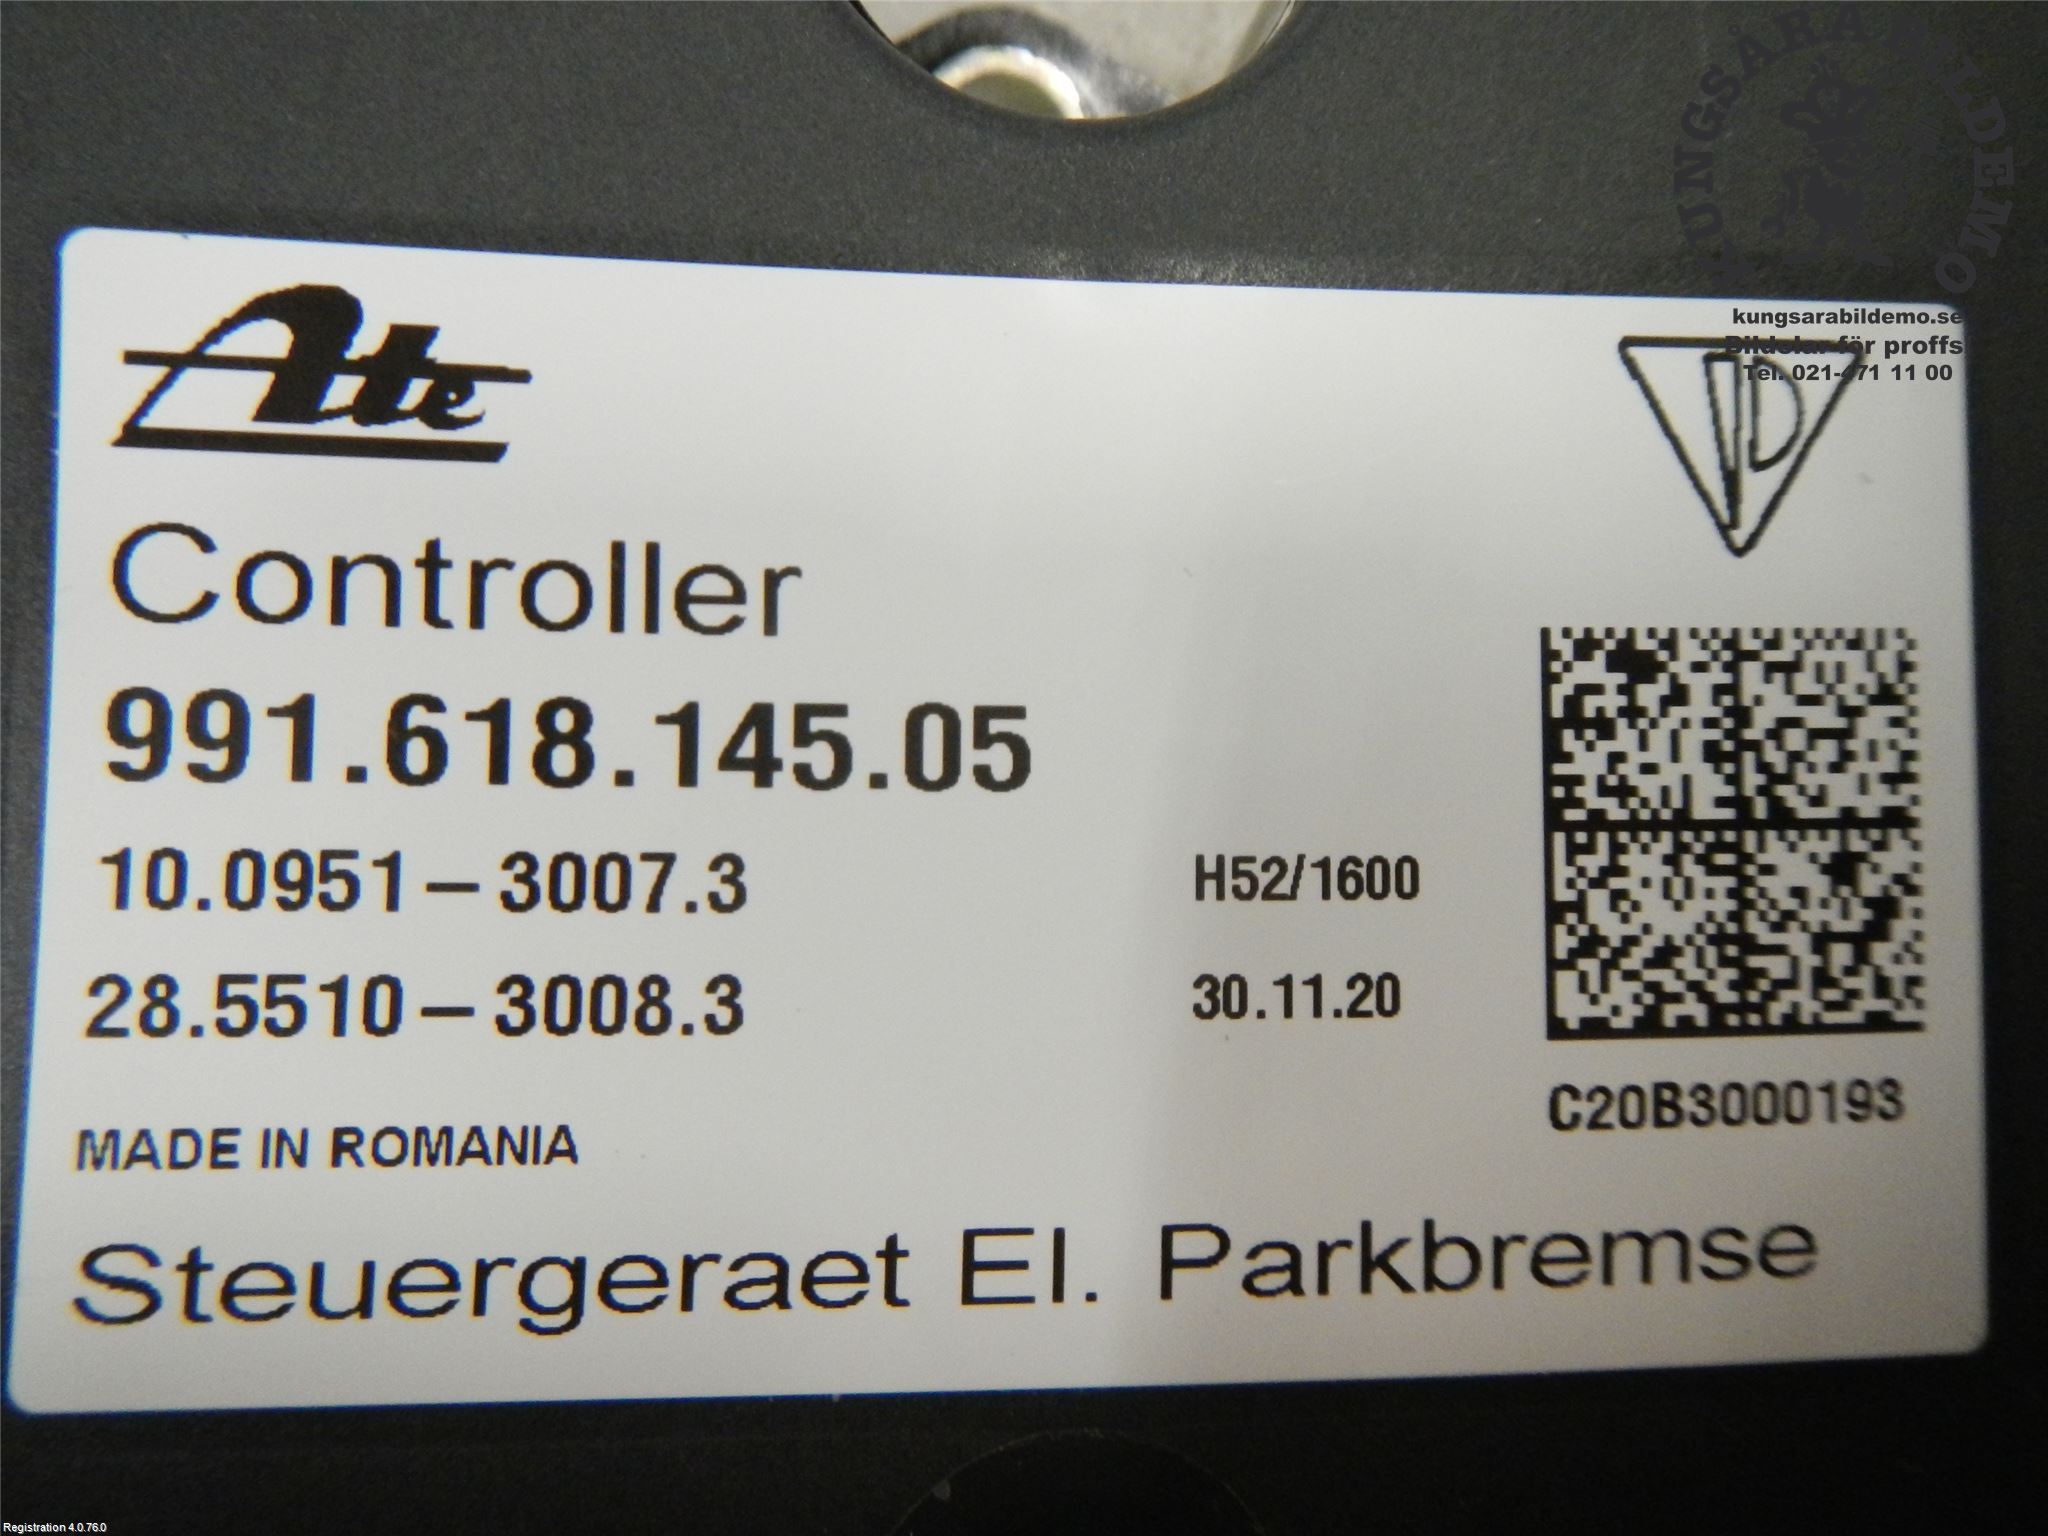 KUNGSÅRA BILDEMO
kungsarabildemo.se
Bildelar för proffs
Tel. 021-471 11 00
Ate
Controller
991.618.145.05
10.0951–3007.3
H52/1600
28.5510–3008.3
30.11.20
C20B3000193
MADE IN ROMANIA
Steuergeraet El. Parkbremse
Registration 4.0.76.0